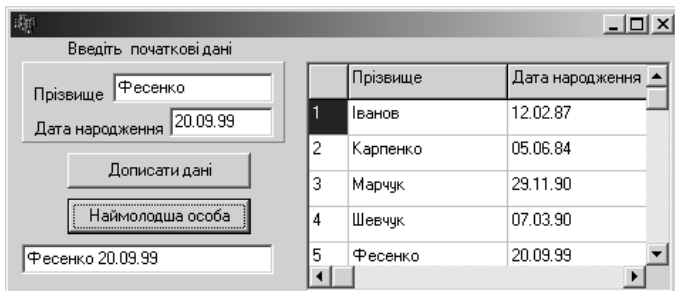 Введіть початкові дані
Прізвище Фесенко
Дата народження 20.09.99
Дописати дані
Наймолодша особа
Фесенко 20.09.99
Прізвище Дата народження
1 Іванов 12.02.87
2 Карпенко 05.06.84
3 Марчук 29.11.90
4 Шевчук 07.03.90
5 Фесенко 20.09.99